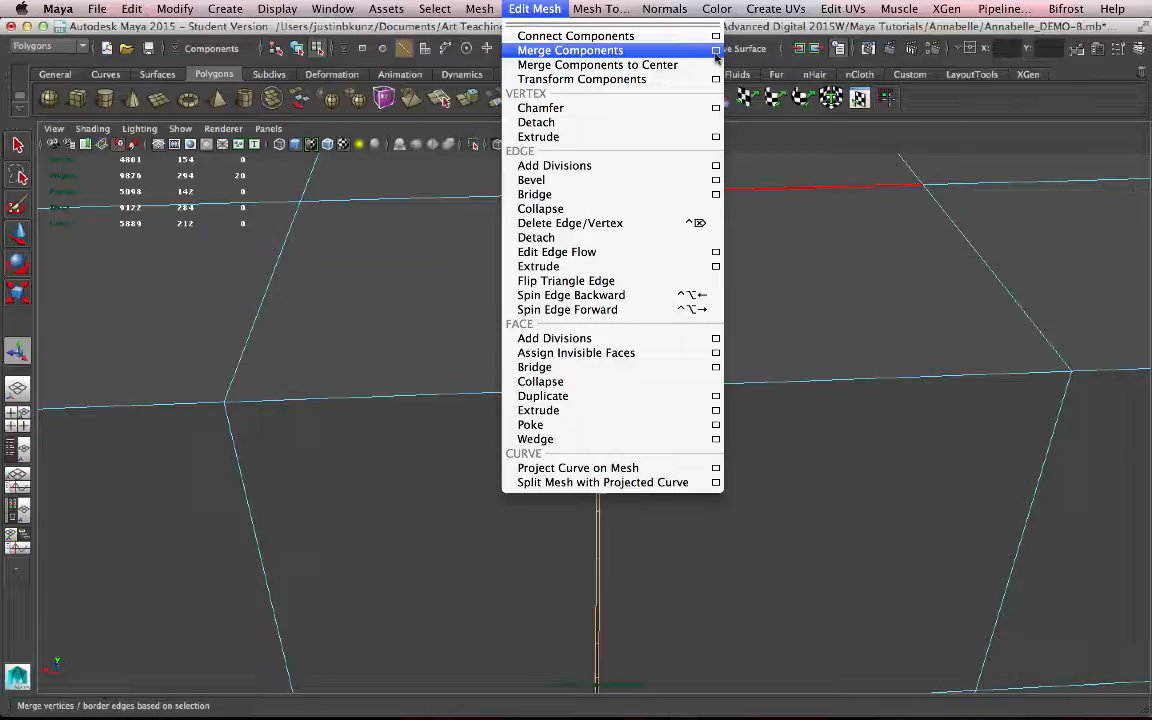 Maya File Edit Modify Create Display Window Assets Select Mesh Edit Mesh Mesh To... Normals Color Create UVs Edit UVs Muscle XGen Pipeline... Bifrost Help
Autodesk Maya 2015 - Student Version: /Users/justinbkunz/Documents/Art Teaching
Advanced Digital 2015W/Maya Tutorials/Annabelle/Annabelle_DEMO-8.mb*
Polygons
Components
Surface
X:
Y:
General Curves Surfaces Polygons Subdivs Deformation Animation Dynamics
Fluids Fur nHair nCloth Custom LayoutTools XGen
View Shading Lighting Show Renderer Panels
4801 154 0
9876 294 20
5098 142 0
9122 284 0
5889 212 0
Connect Components
Merge Components
Merge Components to Center
Transform Components
VERTEX
Chamfer
Detach
Extrude
EDGE
Add Divisions
Bevel
Bridge
Collapse
Delete Edge/Vertex ^⌦
Detach
Edit Edge Flow
Extrude
Flip Triangle Edge
Spin Edge Backward ^⌥←
Spin Edge Forward ^⌥→
FACE
Add Divisions
Assign Invisible Faces
Bridge
Collapse
Duplicate
Extrude
Poke
Wedge
CURVE
Project Curve on Mesh
Split Mesh with Projected Curve
Merge vertices / border edges based on selection